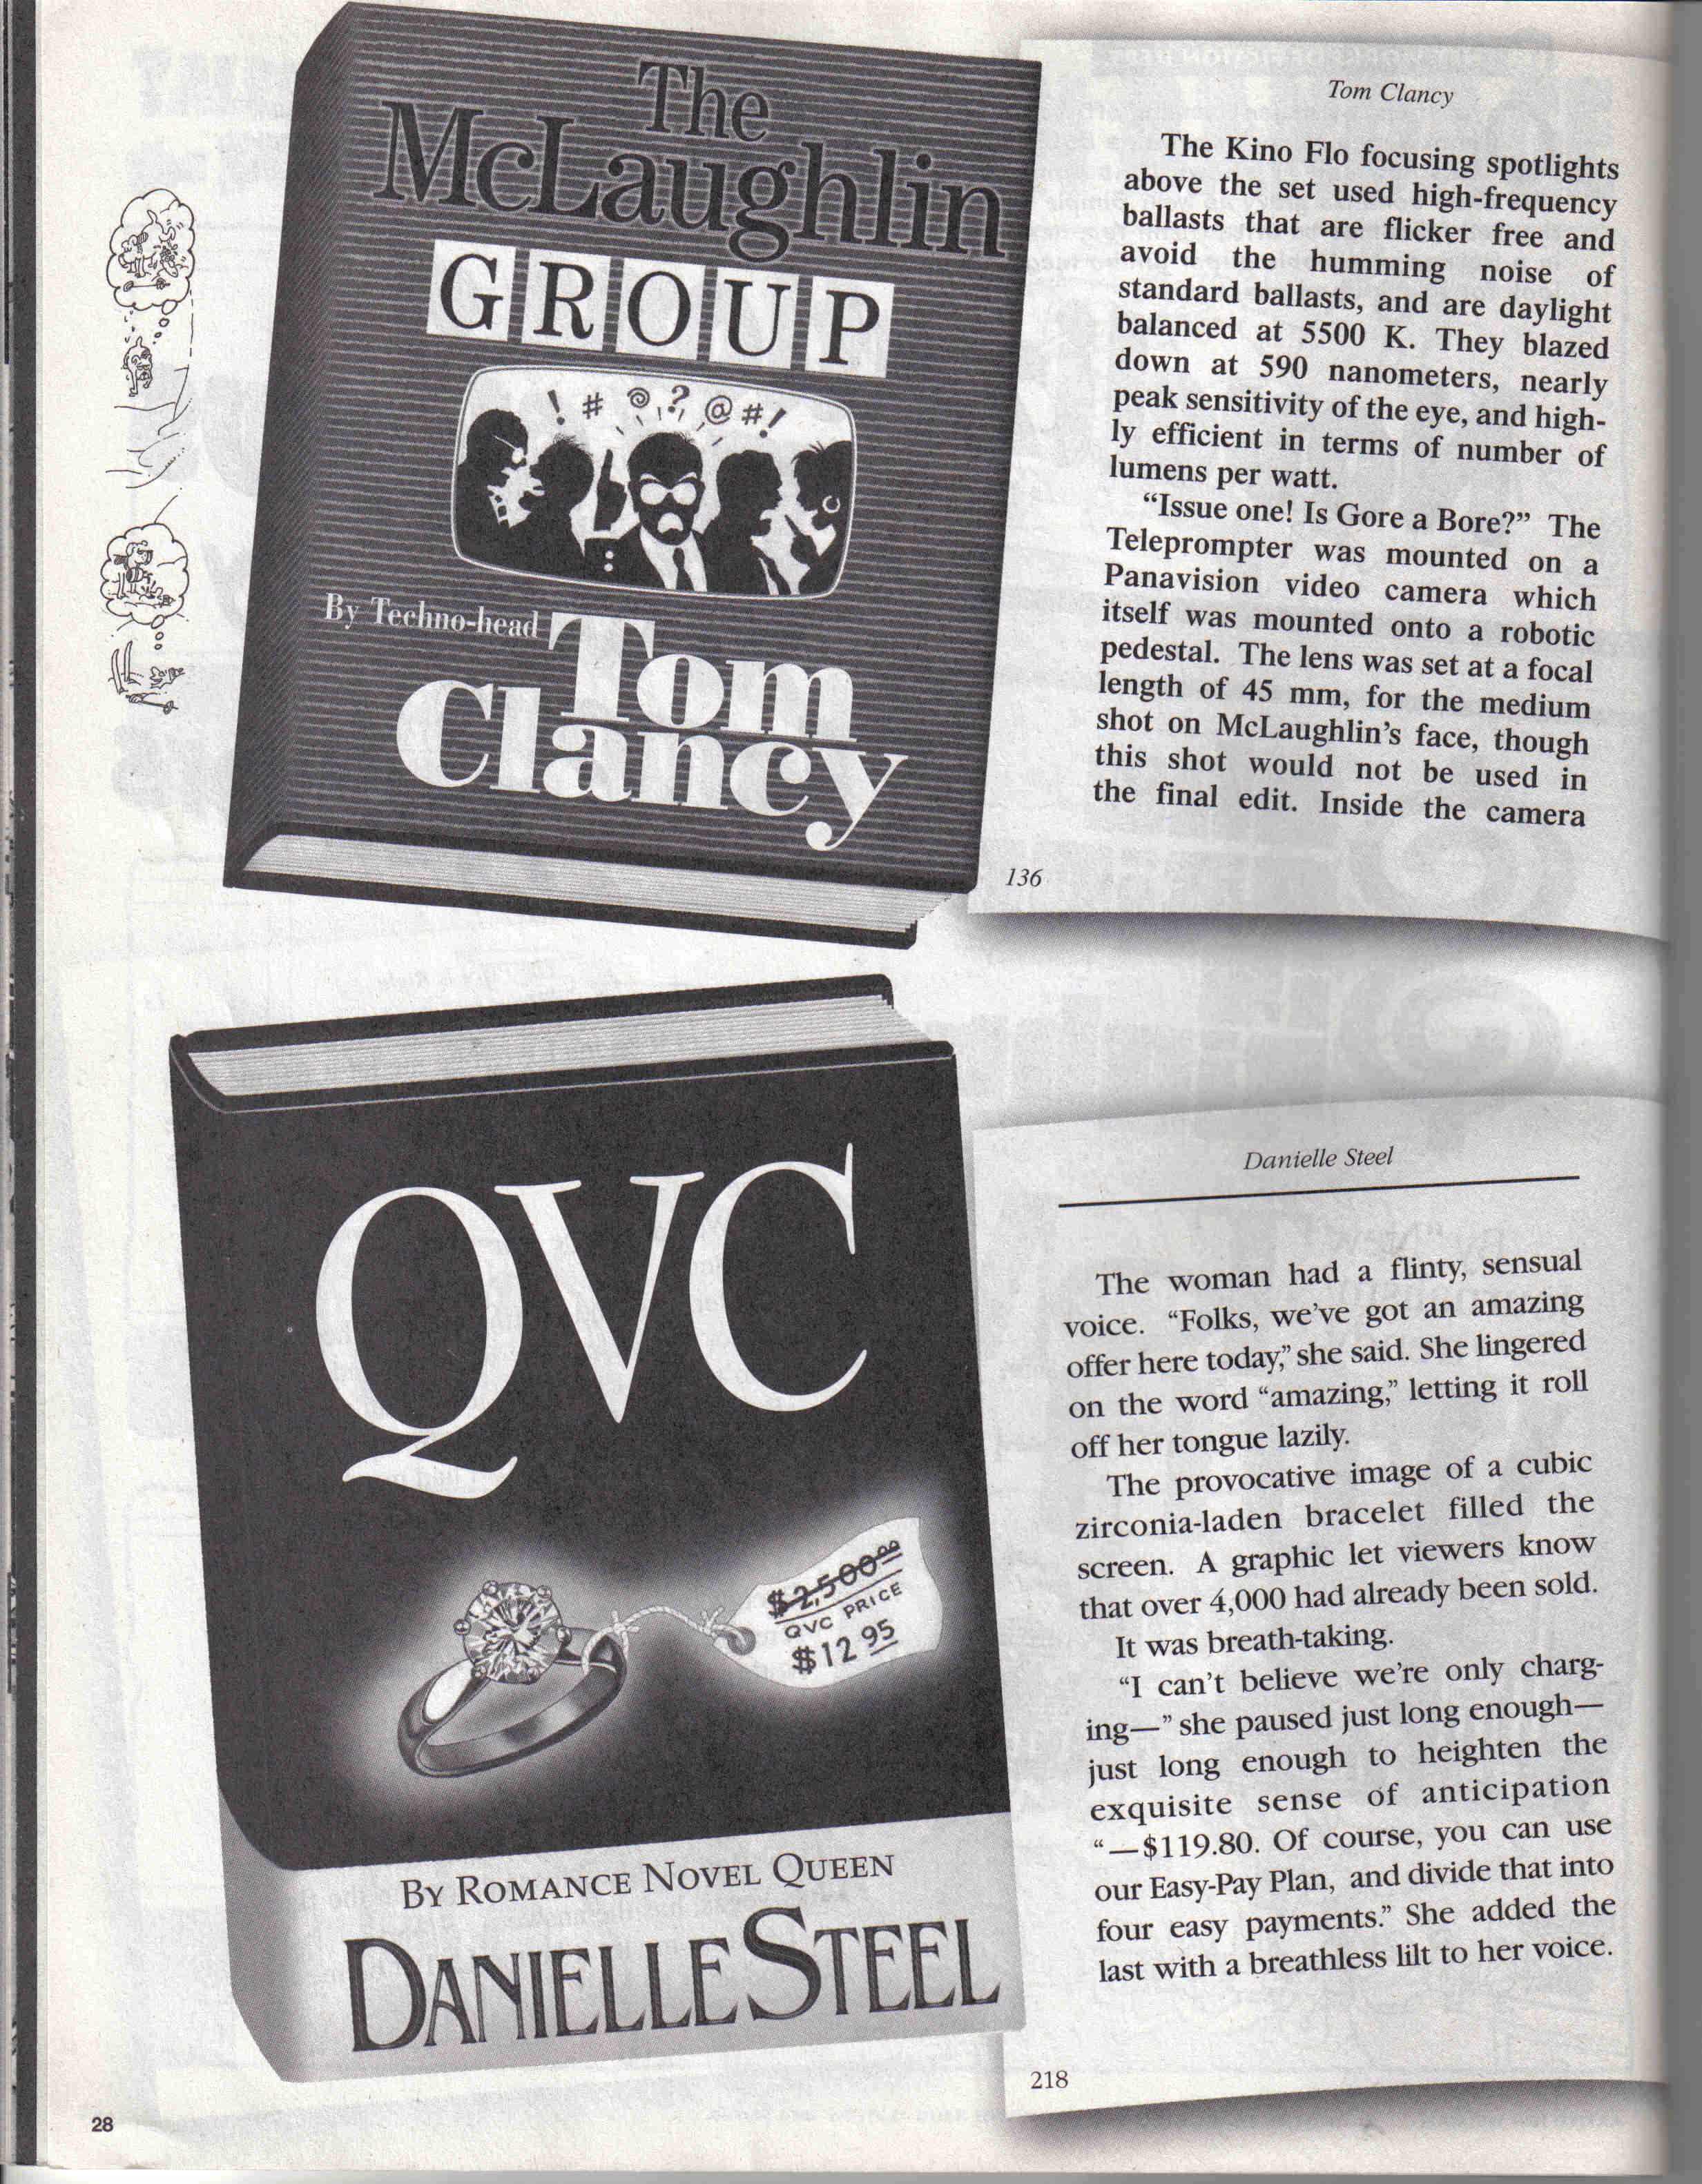 The
McLaughlin
GROUP
! # @ ? @ # !
By Techno-head
Tom
Clancy
Tom Clancy
The Kino Flo focusing spotlights
above the set used high-frequency
ballasts that are flicker free and
avoid the humming noise of
standard ballasts, and are daylight
balanced at 5500 K. They blazed
down at 590 nanometers, nearly
peak sensitivity of the eye, and high-
ly efficient in terms of number of
lumens per watt.
“Issue one! Is Gore a Bore?” The
Teleprompter was mounted on a
Panavision video camera which
itself was mounted onto a robotic
pedestal. The lens was set at a focal
length of 45 mm, for the medium
shot on McLaughlin’s face, though
this shot would not be used in
the final edit. Inside the camera
136
QVC
$2,500.00
QVC PRICE
$12 95
BY ROMANCE NOVEL QUEEN
DANIELLE STEEL
Danielle Steel
The woman had a flinty, sensual
voice. “Folks, we’ve got an amazing
offer here today,” she said. She lingered
on the word “amazing,” letting it roll
off her tongue lazily.
The provocative image of a cubic
zirconia-laden bracelet filled the
screen. A graphic let viewers know
that over 4,000 had already been sold.
It was breath-taking.
“I can’t believe we’re only charg-
ing—” she paused just long enough—
just long enough to heighten the
exquisite sense of anticipation
“—$119.80. Of course, you can use
our Easy-Pay Plan, and divide that into
four easy payments.” She added the
last with a breathless lilt to her voice.
218
28